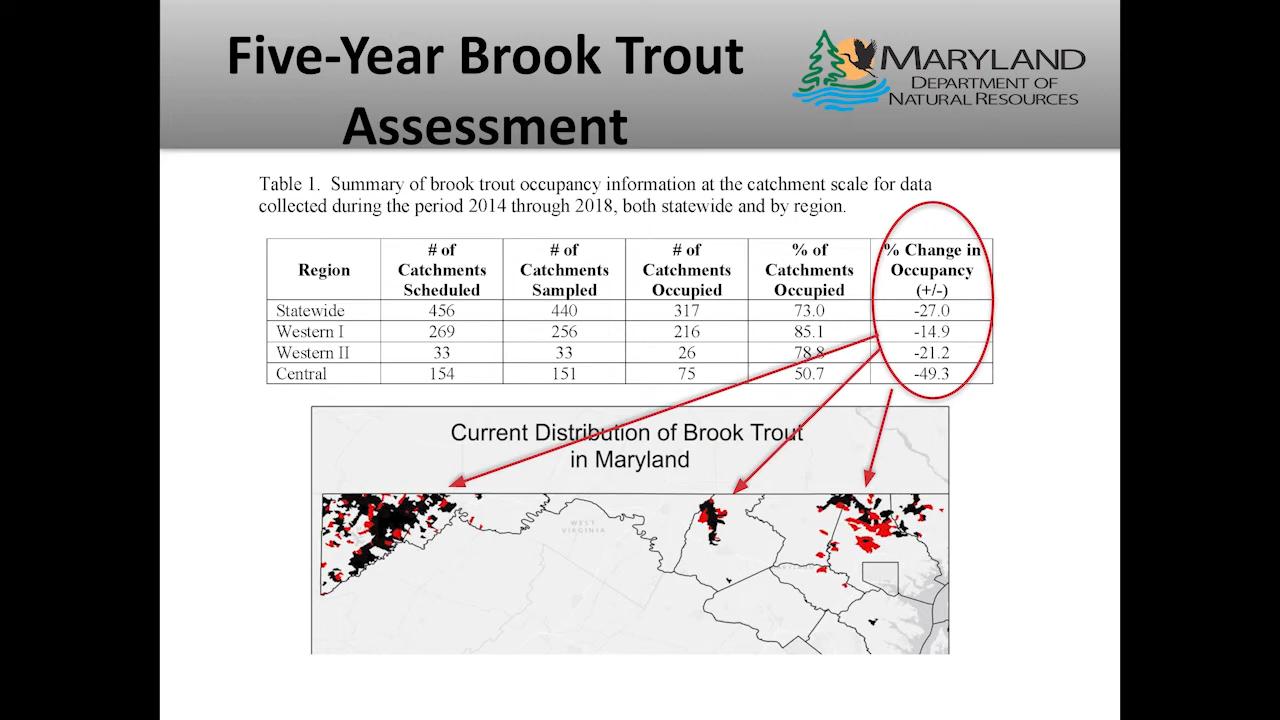 Five-Year Brook Trout
Assessment
MARYLAND
DEPARTMENT OF
NATURAL RESOURCES
Table 1. Summary of brook trout occupancy information at the catchment scale for data
collected during the period 2014 through 2018, both statewide and by region.
Region
# of
Catchments
Scheduled
# of
Catchments
Sampled
# of
Catchments
Occupied
% of
Catchments
Occupied
% Change in
Occupancy
(+/-)
Statewide 456 440 317 73.0 -27.0
Western I 269 256 216 85.1 -14.9
Western II 33 33 26 78.8 -21.2
Central 154 151 75 50.7 -49.3
Current Distribution of Brook Trout
in Maryland
WEST
VIRGINIA